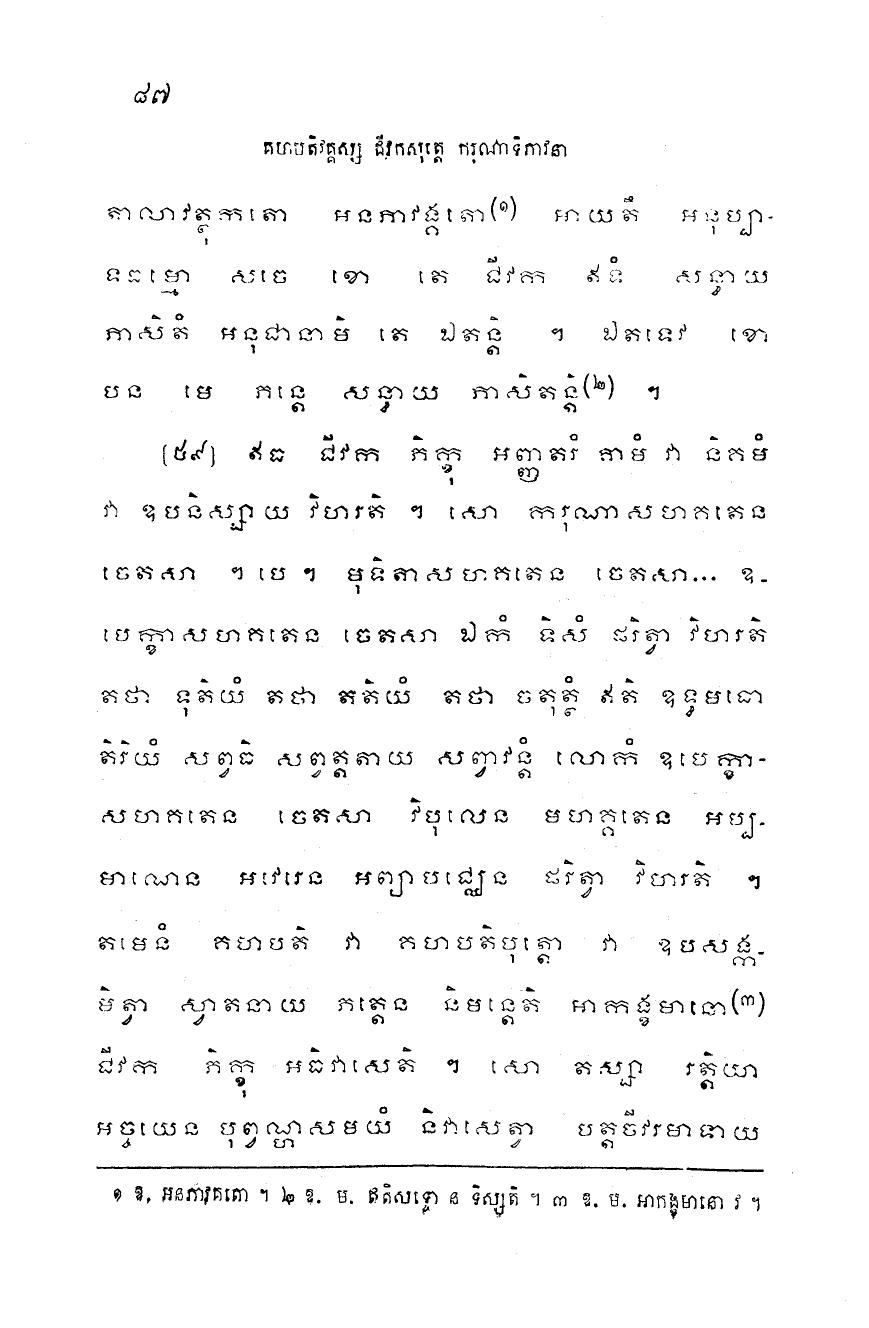 ៨៧
គហបតិវគ្គស្ស ជីវកសុត្តេ ករុណាទិភាវនា
តាលាវត្ថុកតោ អនភាវង្គតោ(១) អាយតឹ អនុប្បា-
ទធម្មោ សចេ ខោ តេ ជីវក ឥទំ សន្ធាយ
ភាសិតំ អនុជានាមិ តេ ឯតន្តិ ។ ឯតទេវ ខោ
បន មេ ភន្តេ សន្ធាយ ភាសិតន្តិ(២) ។
[៥៩] ឥធ ជីវក ភិក្ខុ អញ្ញតរំ គាមំ វា និគមំ
វា ឧបនិស្សាយ វិហរតិ ។ សោ ករុណាសហគតេន
ចេតសា ។ បេ ។ មុទិតាសហគតេន ចេតសា... ឧ-
បេក្ខាសហគតេន ចេតសា ឯកំ ទិសំ ផរិត្វា វិហរតិ
តថា ទុតិយំ តថា តតិយំ តថា ចតុត្ថំ ឥតិ ឧទ្ធមធោ
តិរិយំ សព្វធិ សព្វត្តតាយ សព្វាវន្តំ លោកំ ឧបេក្ខា-
សហគតេន ចេតសា វិបុលេន មហគ្គតេន អប្ប-
មាណេន អវេរេន អព្យាបជ្ឈេន ផរិត្វា វិហរតិ ។
តមេនំ គហបតិ វា គហបតិបុត្តោ វា ឧបសង្ក-
មិត្វា ស្វាតនាយ ភត្តេន និមន្តេតិ អាកង្ខមានោ(៣)
ជីវក ភិក្ខុ អធិវាសេតិ ។ សោ តស្សា រត្តិយា
អច្ចយេន បុព្វណ្ហសមយំ និវាសេត្វា បត្តចីវរមាទាយ
១ ឱ, អនភាវគតោ ។ ២ ឱ. ម. ឥតិសទ្ទោ ន ទិស្សតិ ។ ៣ ឱ. ម. អាកង្ខមានោ វ ។